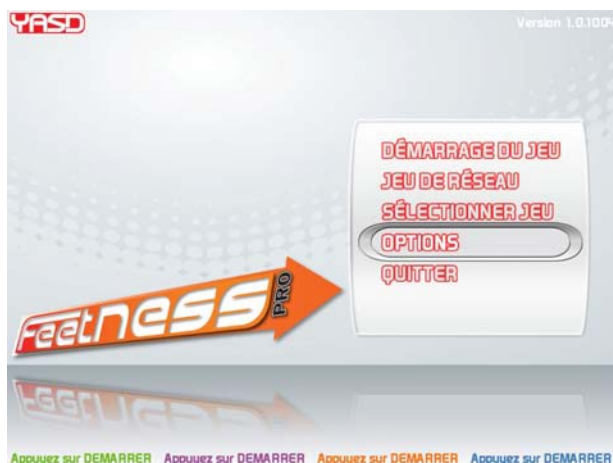 YASD
Version 1.0.1004
DÉMARRAGE DU JEU
JEU DE RÉSEAU
SÉLECTIONNER JEU
OPTIONS
QUITTER
Feetness PRO
Appuyez sur DEMARRER Appuyez sur DEMARRER Appuyez sur DEMARRER Appuyez sur DEMARRER